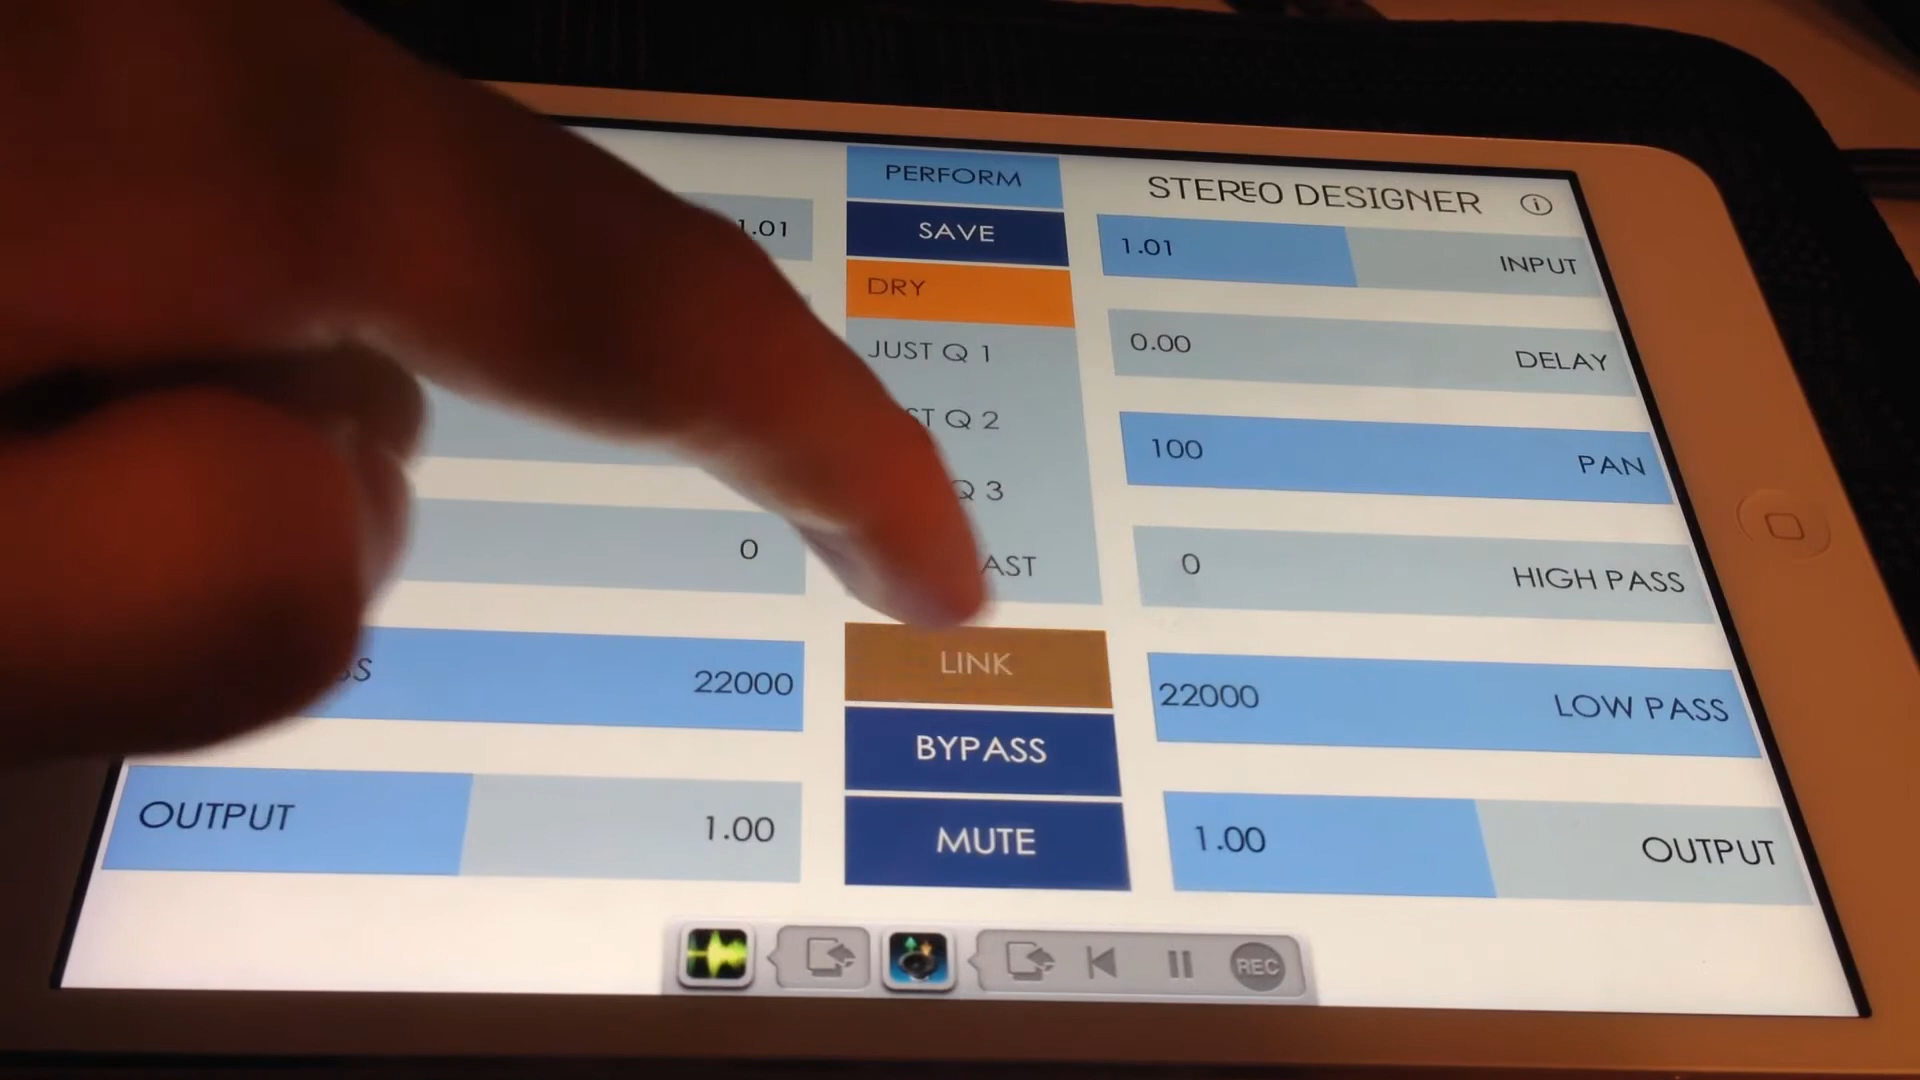 PERFORM
STEREO DESIGNER
1.01
SAVE
1.01 INPUT
DRY
JUST Q 1
0.00 DELAY
Q 2
100 PAN
Q 3
0
0 HIGH PASS
LINK
22000
22000 LOW PASS
BYPASS
OUTPUT 1.00
MUTE
1.00 OUTPUT
REC